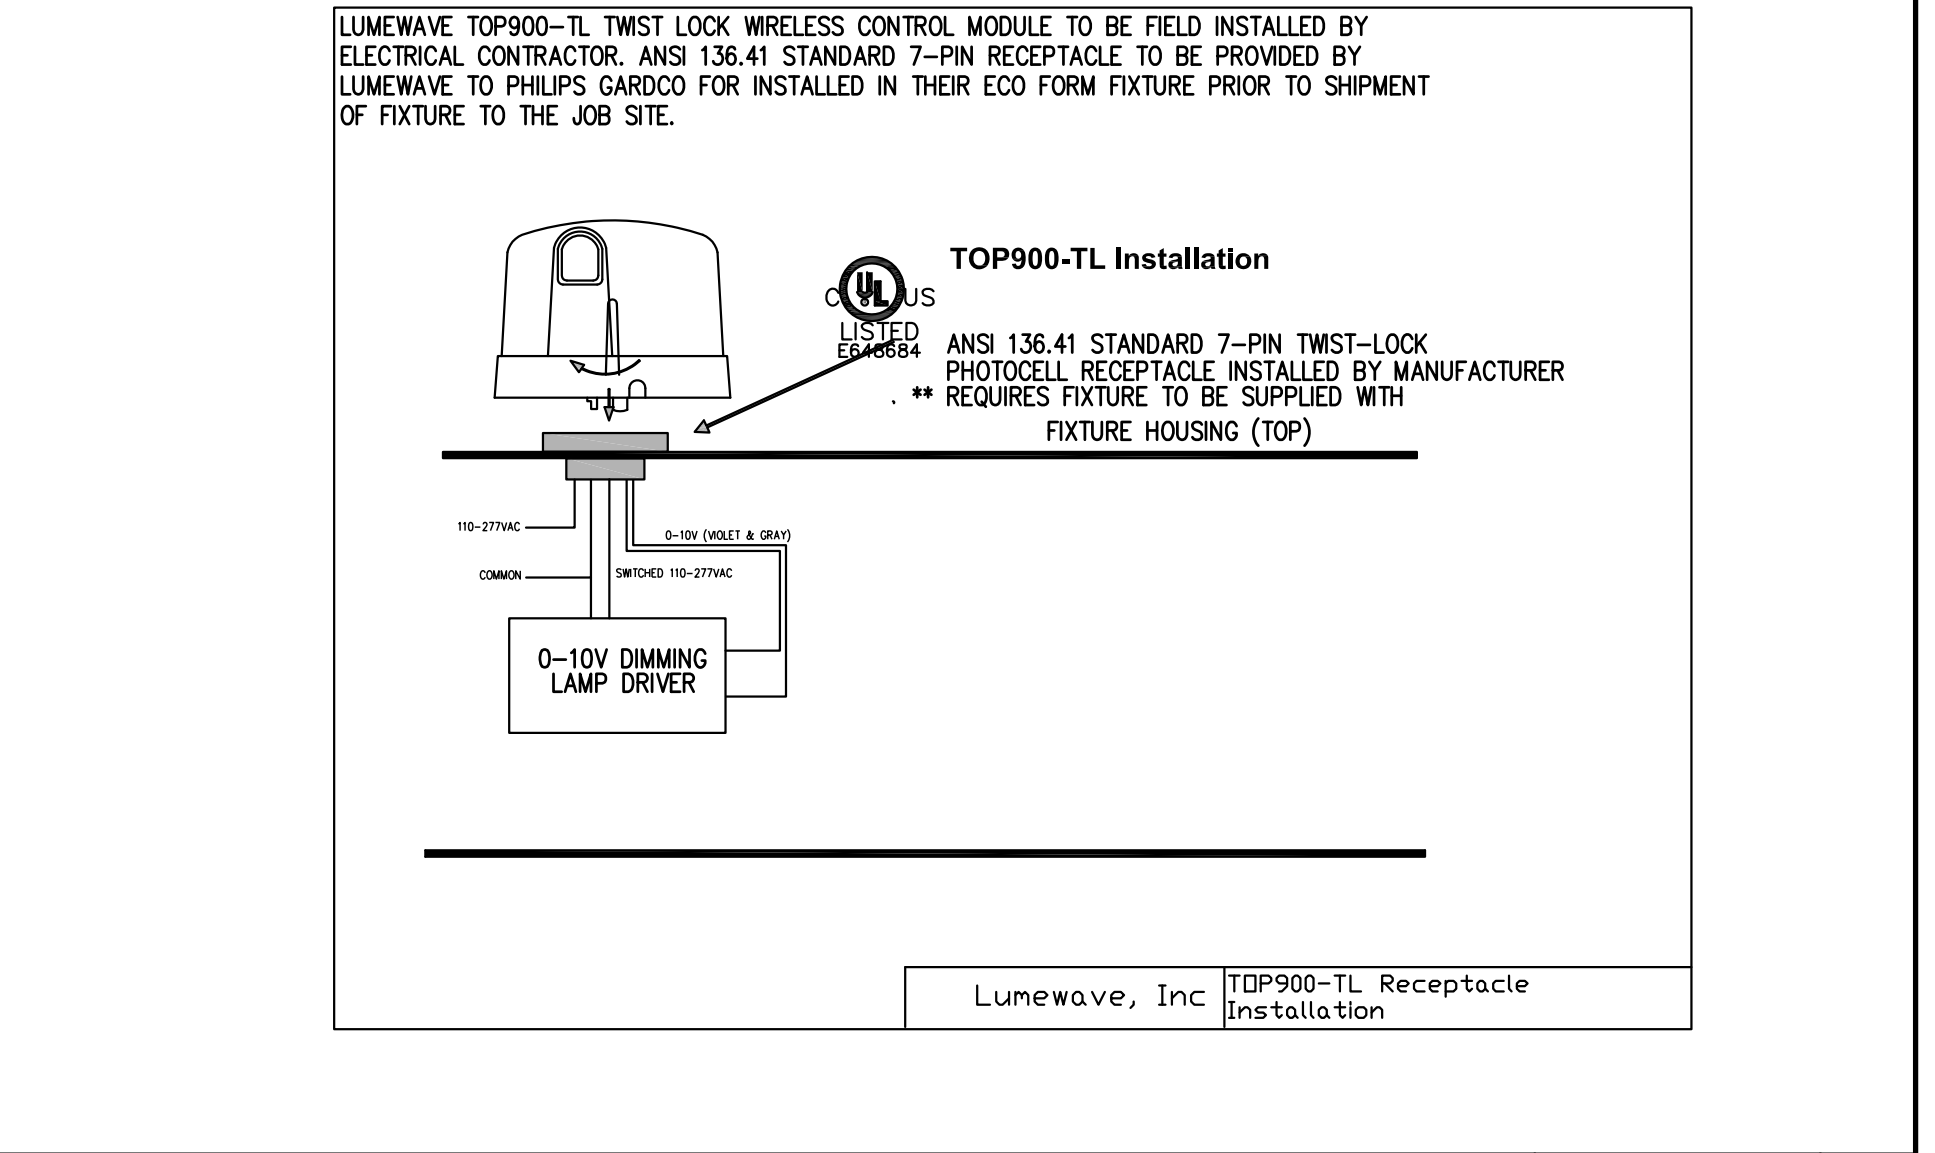 LUMEWAVE TOP900-TL TWIST LOCK WIRELESS CONTROL MODULE TO BE FIELD INSTALLED BY
ELECTRICAL CONTRACTOR. ANSI 136.41 STANDARD 7-PIN RECEPTACLE TO BE PROVIDED BY
LUMEWAVE TO PHILIPS GARDCO FOR INSTALLED IN THEIR ECO FORM FIXTURE PRIOR TO SHIPMENT
OF FIXTURE TO THE JOB SITE.
TOP900-TL Installation
C UL US
LISTED
E648684
ANSI 136.41 STANDARD 7-PIN TWIST-LOCK
PHOTOCELL RECEPTACLE INSTALLED BY MANUFACTURER
. ** REQUIRES FIXTURE TO BE SUPPLIED WITH
FIXTURE HOUSING (TOP)
110-277VAC
0-10V (VIOLET & GRAY)
COMMON
SWITCHED 110-277VAC
0-10V DIMMING
LAMP DRIVER
Lumewave, Inc
TOP900-TL Receptacle
Installation